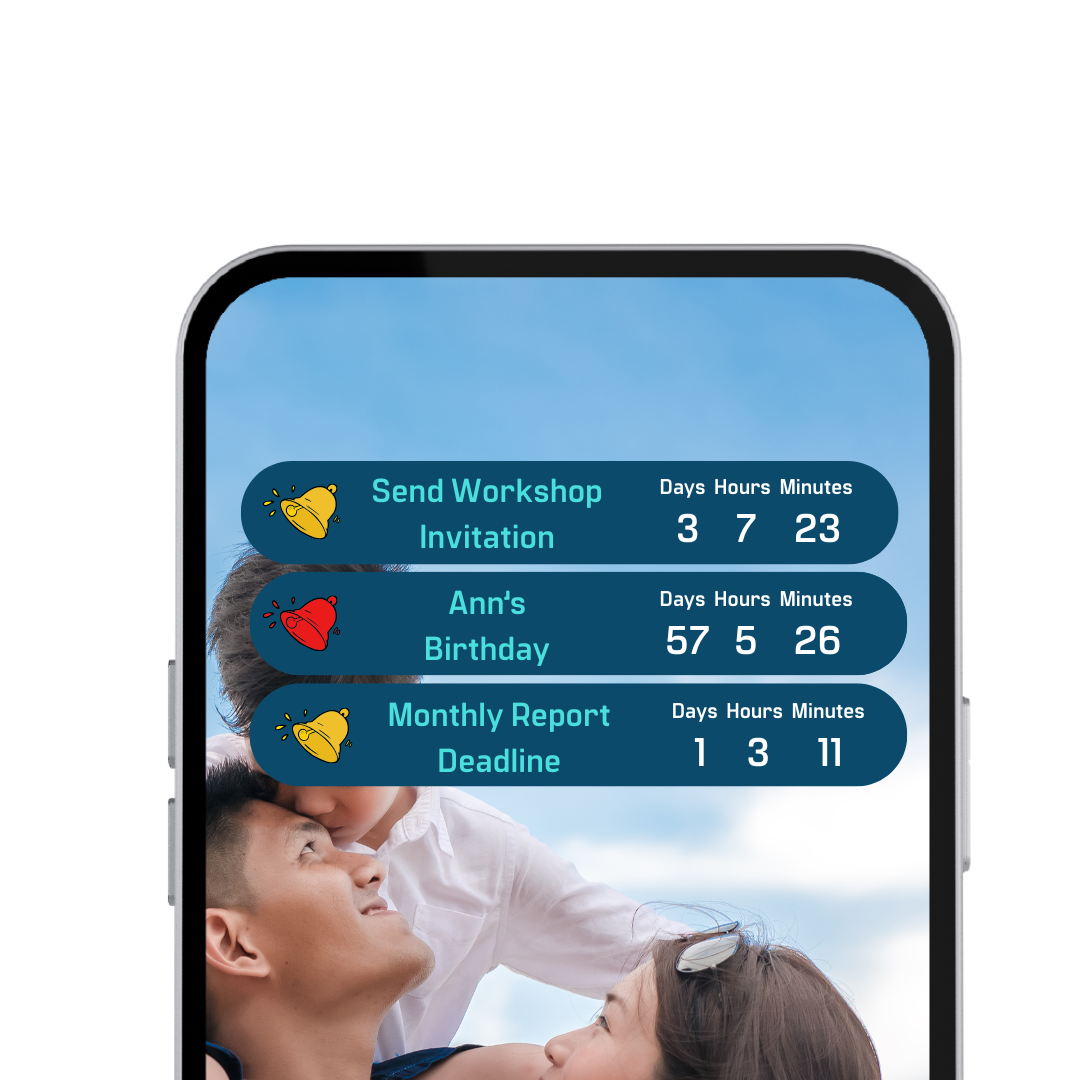 Send Workshop
Invitation
Days Hours Minutes
3 7 23
Ann's
Birthday
Days Hours Minutes
57 5 26
Monthly Report
Deadline
Days Hours Minutes
1 3 11